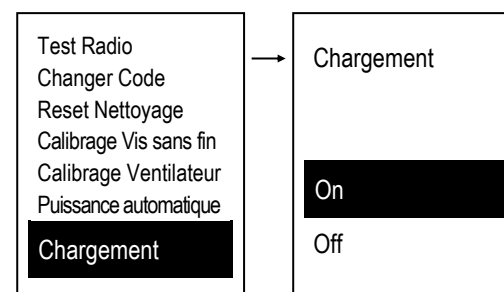 Test Radio
Changer Code
Reset Nettoyage
Calibrage Vis sans fin
Calibrage Ventilateur
Puissance automatique
Chargement
Chargement
On
Off